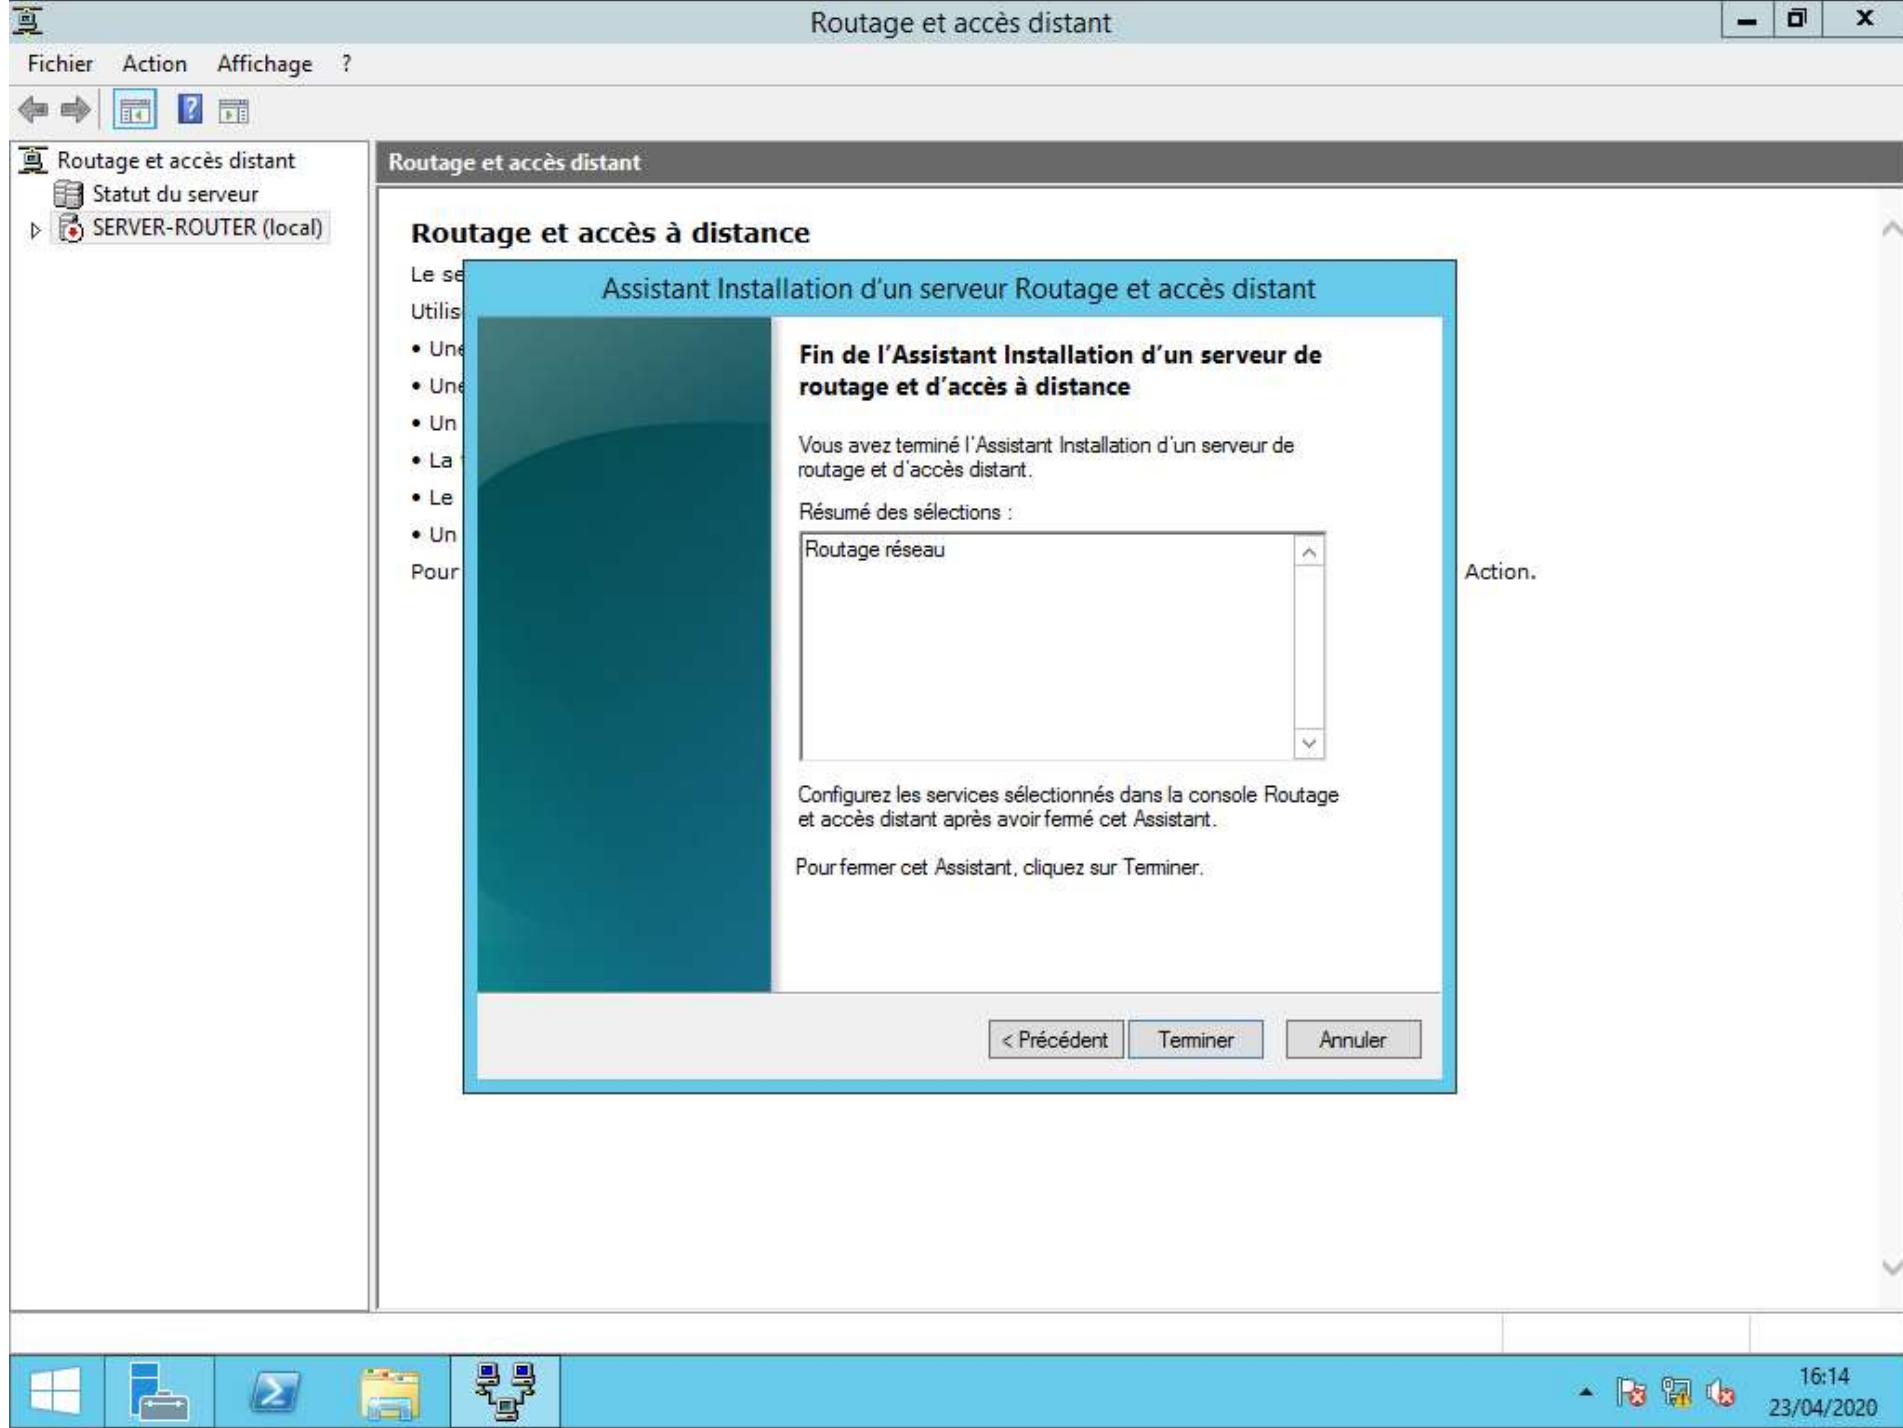 Routage et accès distant
Fichier Action Affichage ?
Routage et accès distant
Statut du serveur
SERVER-ROUTER (local)
Routage et accès distant
Routage et accès à distance
Le se
Utilis
• Une
• Une
• Un
• La
• Le
• Un
Pour
Action.
Assistant Installation d'un serveur Routage et accès distant
Fin de l'Assistant Installation d'un serveur de
routage et d'accès à distance
Vous avez terminé l'Assistant Installation d'un serveur de
routage et d'accès distant.
Résumé des sélections :
Routage réseau
Configurez les services sélectionnés dans la console Routage
et accès distant après avoir fermé cet Assistant.
Pour fermer cet Assistant, cliquez sur Terminer.
< Précédent Terminer Annuler
16:14
23/04/2020